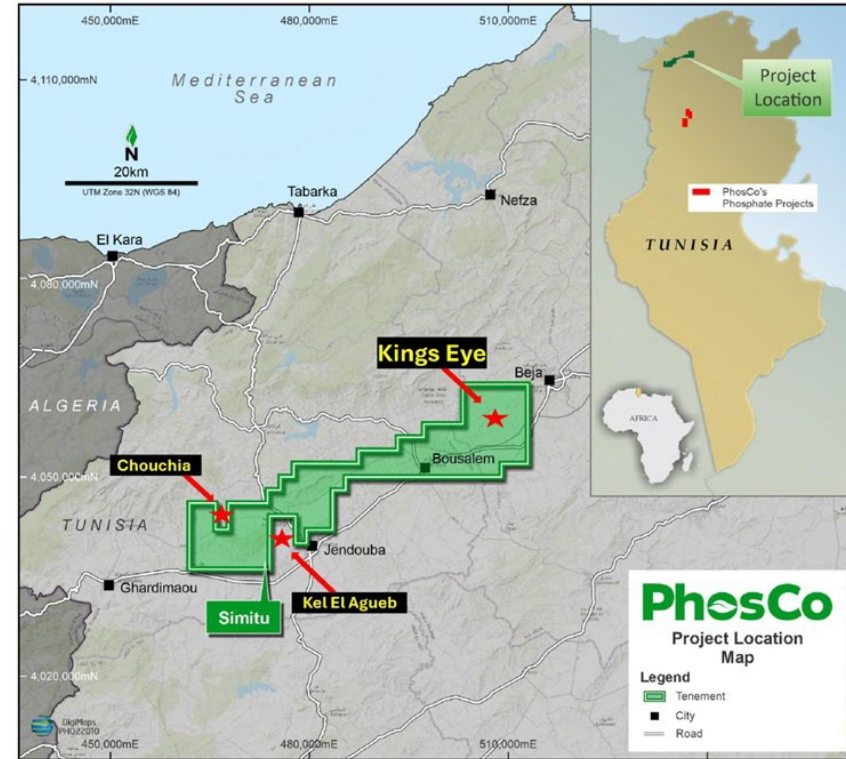 450,000mE
480,000mE
510,000mE
4,110,000mN
Mediterranean
Sea
N
20km
UTM Zone 32N (WGS 84)
Tabarka
Nefza
El Kara
4,080,000mN
Kings Eye
Beja
ALGERIA
Chouchia
4,050,000mN
Bousalem
TUNISIA
Jendouba
Ghardimaou
Kel El Agueb
Simitu
4,020,000mN
DigiMaps
PHO22010
450,000mE
480,000mE
510,000mE
Project
Location
PhosCo's
Phosphate Projects
TUNISIA
AFRICA
PhosCo
Project Location
Map
Legend
Tenement
City
Road